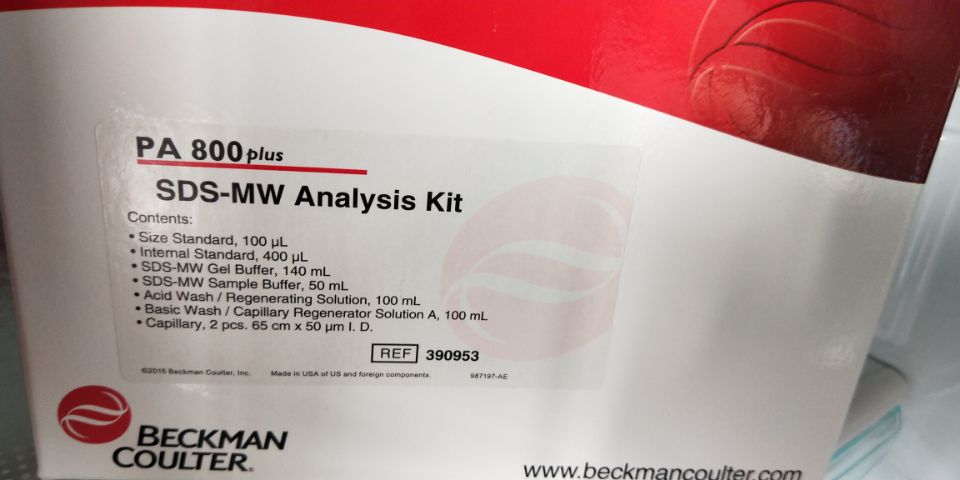 PA 800 plus
SDS-MW Analysis Kit
Contents:
• Size Standard, 100 µL
• Internal Standard, 400 µL
• SDS-MW Gel Buffer, 140 mL
• SDS-MW Sample Buffer, 50 mL
• Acid Wash / Regenerating Solution, 100 mL
• Basic Wash / Capillary Regenerator Solution A, 100 mL
• Capillary, 2 pcs. 65 cm x 50 µm I. D.
REF 390953
©2015 Beckman Coulter, Inc. Made in USA of US and foreign components. 987197-AE
BECKMAN
COULTER®
www.beckmancoulter.com